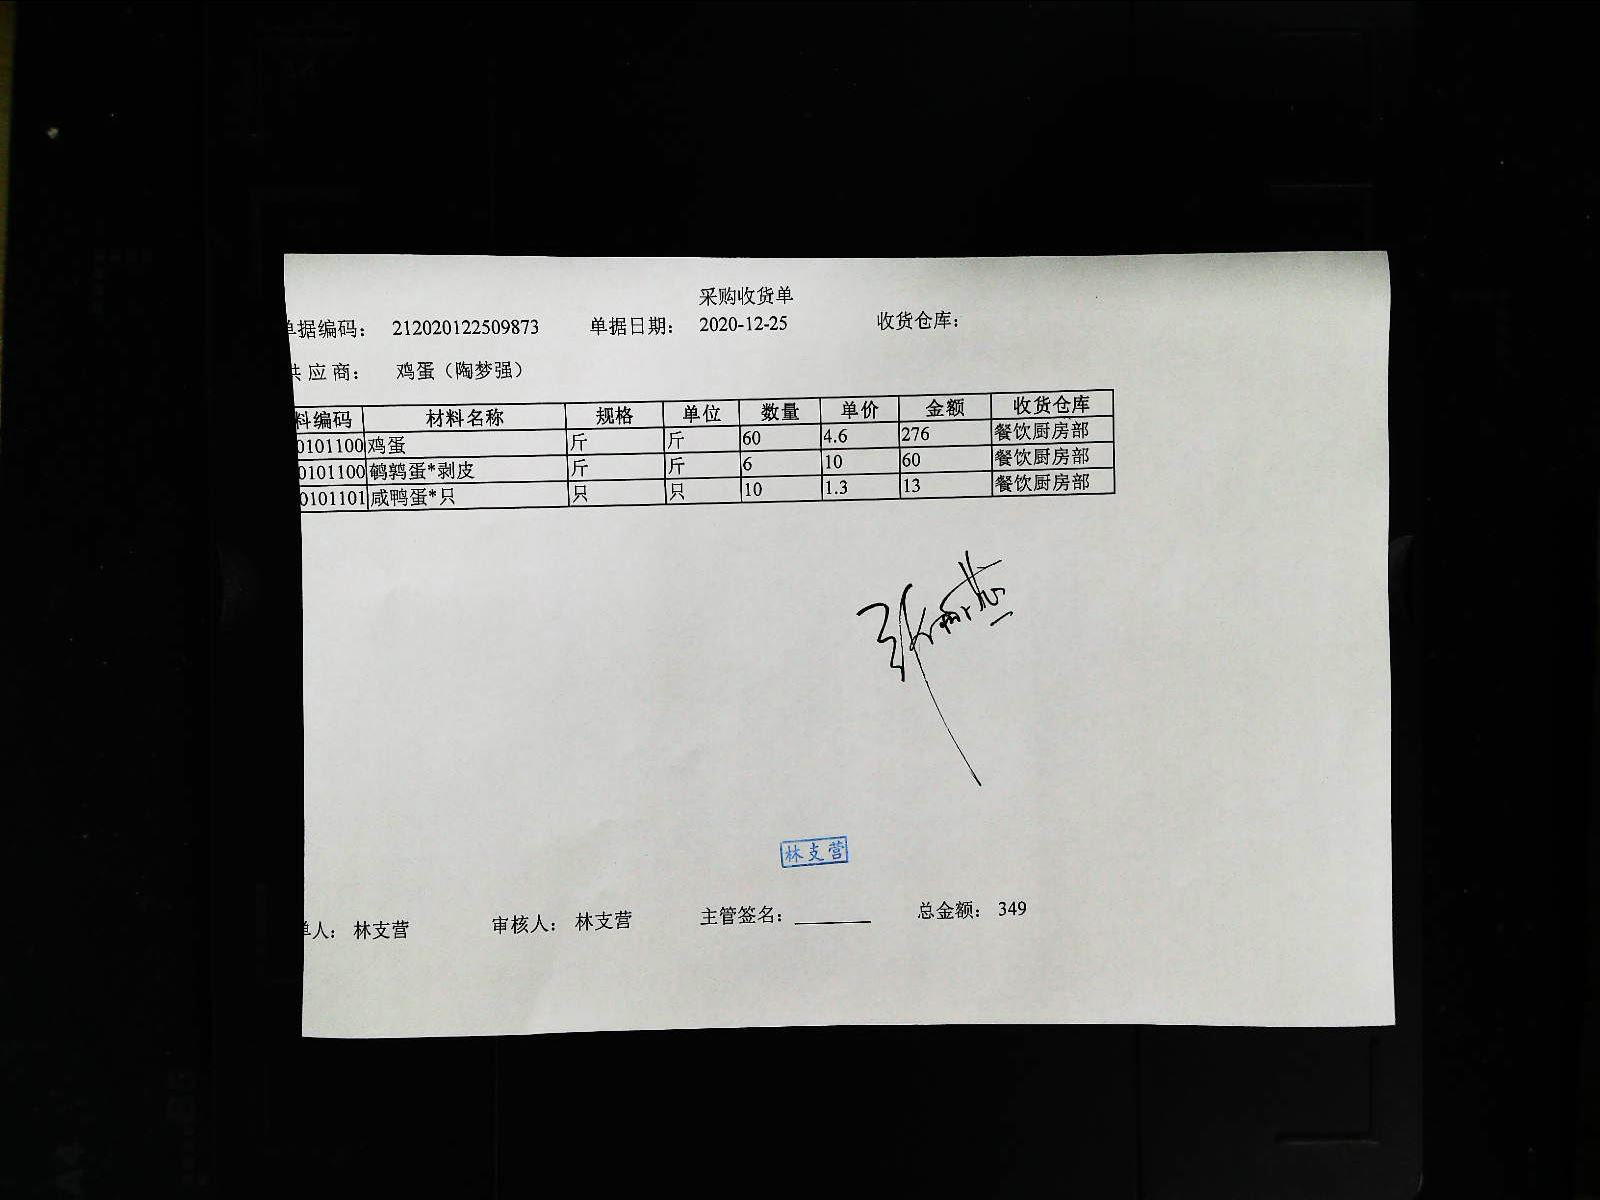 采购收货单
单据编码： 212020122509873 单据日期： 2020-12-25 收货仓库：
供应商： 鸡蛋（陶梦强）
料编码 材料名称 规格 单位 数量 单价 金额 收货仓库
0101100 鸡蛋 斤 斤 60 4.6 276 餐饮厨房部
0101100 鹌鹑蛋*剥皮 斤 斤 6 10 60 餐饮厨房部
0101101 咸鸭蛋*只 只 只 10 1.3 13 餐饮厨房部
林支营
单人： 林支营 审核人： 林支营 主管签名： 总金额： 349